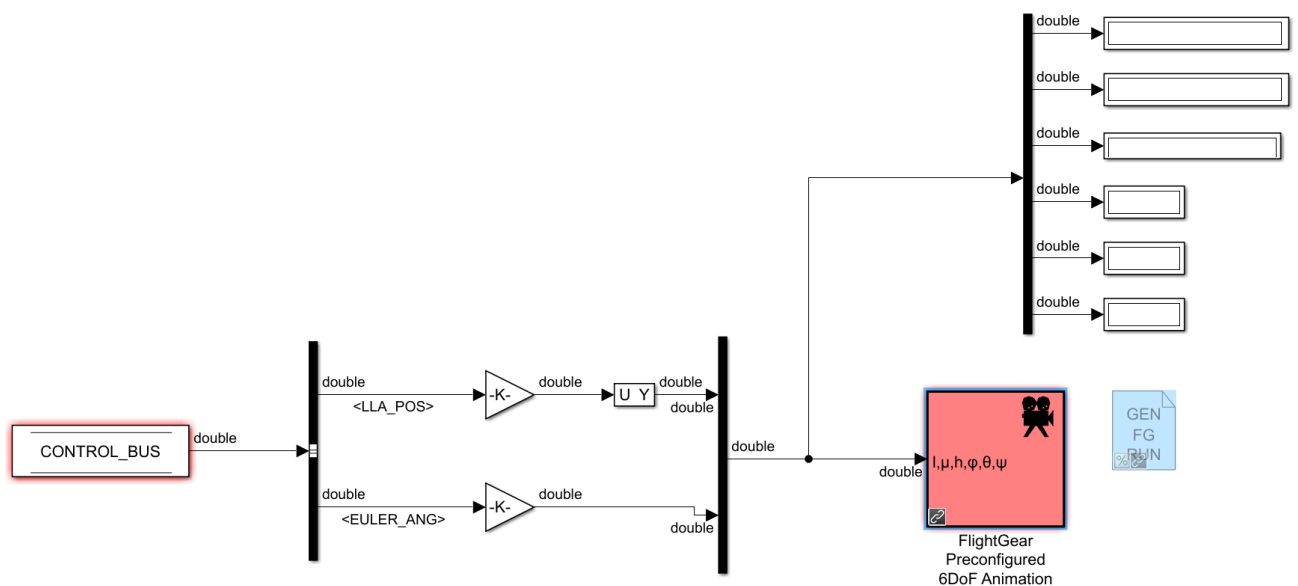 double
double
double
double
double
double
CONTROL_BUS
double
double
<LLA_POS>
-K-
double
U Y
double
double
double
<EULER_ANG>
-K-
double
double
double
double
l,μ,h,φ,θ,ψ
FlightGear
Preconfigured
6DoF Animation
GEN
FG
RUN
%